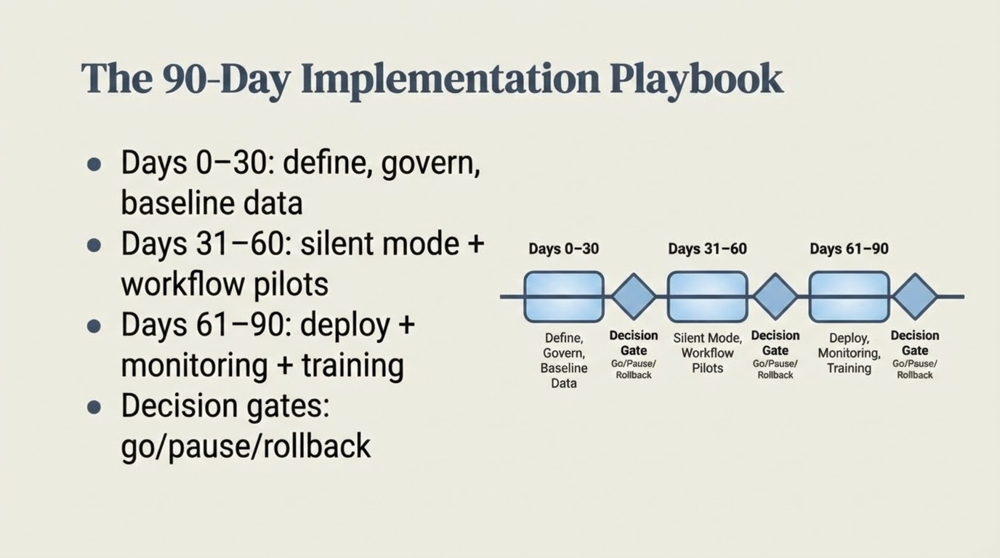 The 90-Day Implementation Playbook
• Days 0–30: define, govern,
baseline data
• Days 31–60: silent mode +
workflow pilots
• Days 61–90: deploy +
monitoring + training
• Decision gates:
go/pause/rollback
Days 0–30
Define,
Govern,
Baseline
Data
Decision
Gate
Go/Pause/
Rollback
Days 31–60
Silent Mode,
Workflow
Pilots
Decision
Gate
Go/Psuse/
Rollback
Days 61–90
Deploy,
Monitoring,
Training
Decision
Gate
Go/Psuse/
Rollback